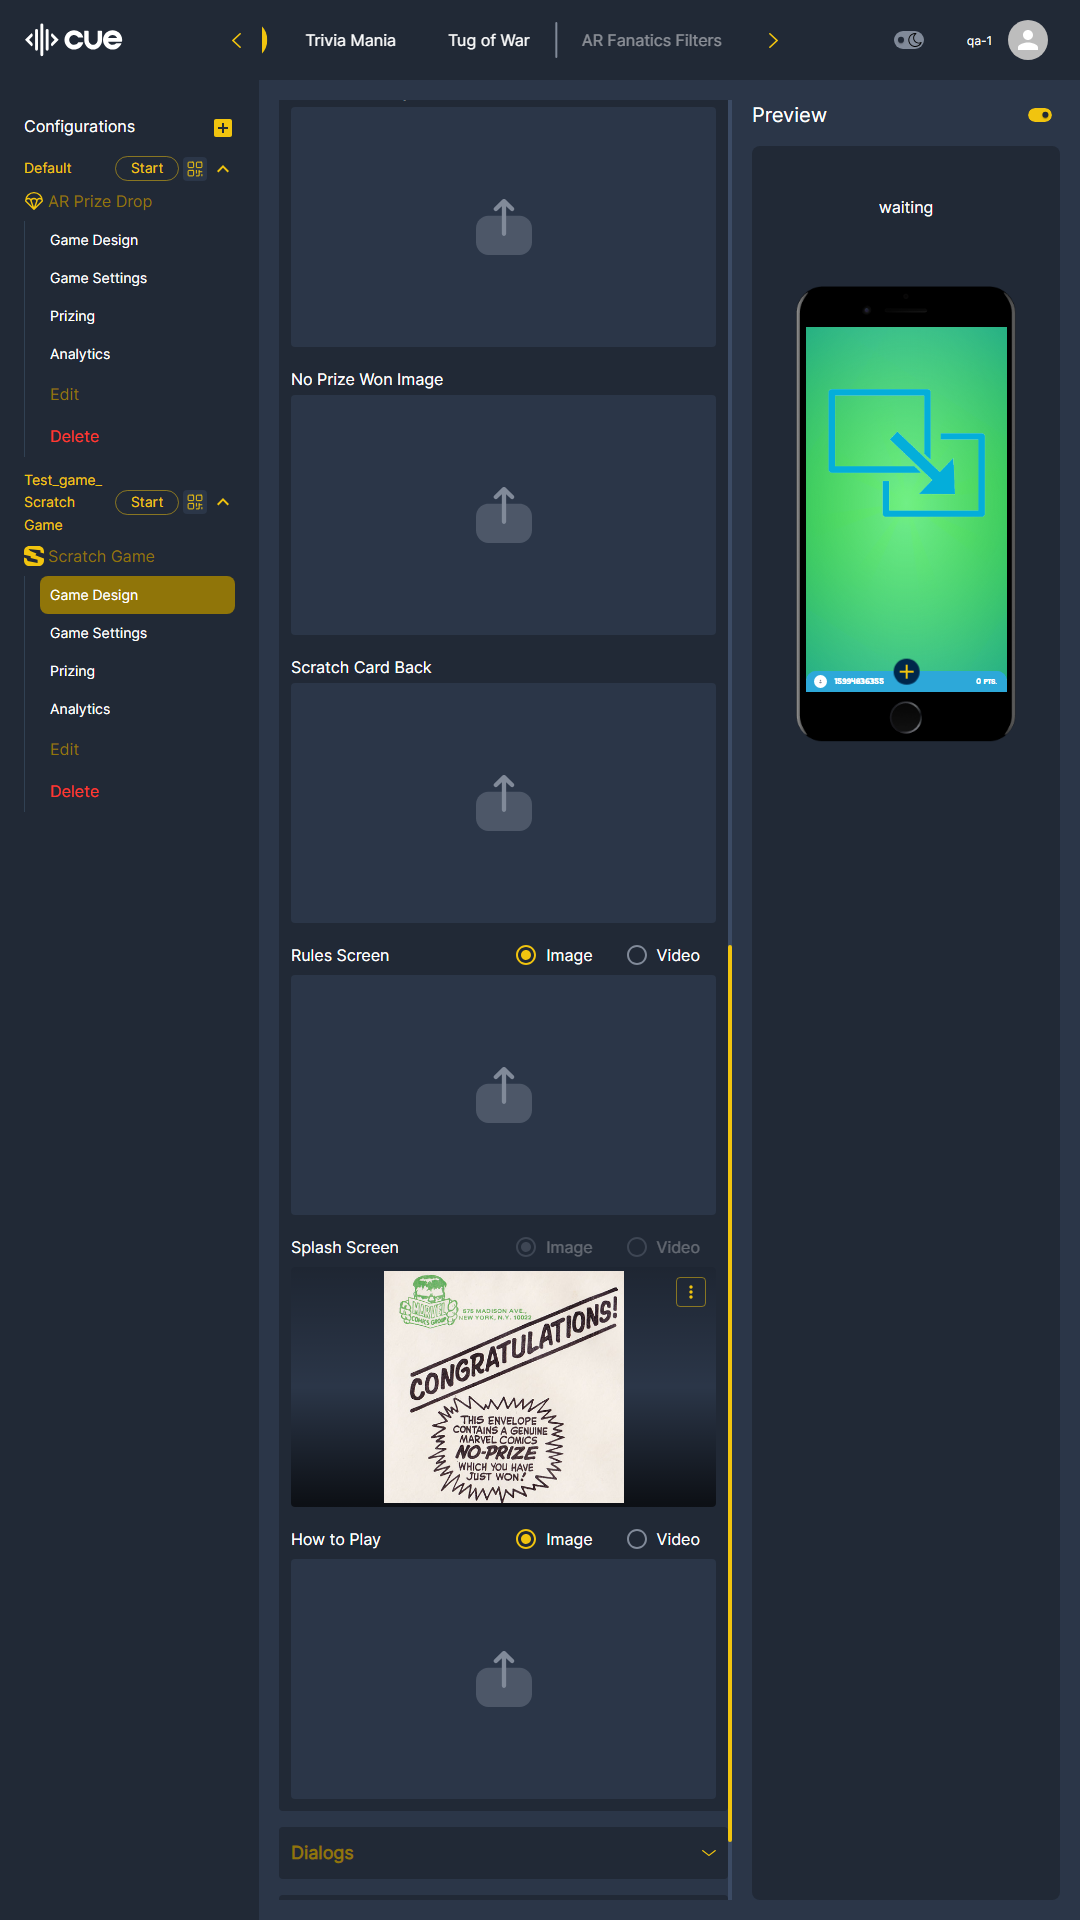 cue
Trivia Mania
Tug of War
AR Fanatics Filters
qa-1
Configurations
Default
Start
AR Prize Drop
Game Design
Game Settings
Prizing
Analytics
Edit
Delete
Test_game_
Scratch
Game
Start
Scratch Game
Game Design
Game Settings
Prizing
Analytics
Edit
Delete
No Prize Won Image
Scratch Card Back
Rules Screen
Image
Video
Splash Screen
Image
Video
MARVEL
COMICS GROUP
575 MADISON AVE.,
NEW YORK, N.Y. 10022
CONGRATULATIONS!
THIS ENVELOPE
CONTAINS A GENUINE
MARVEL COMICS
NO-PRIZE
WHICH YOU HAVE
JUST WON!
How to Play
Image
Video
Dialogs
Preview
waiting
0 PTS.